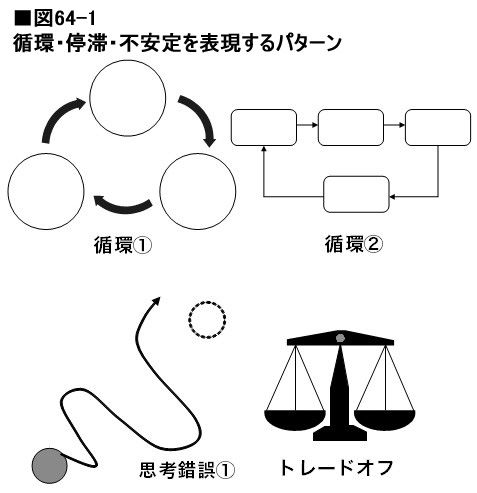 ■図64-1
循環・停滞・不安定を表現するパターン
循環①
循環②
思考錯誤①
トレードオフ